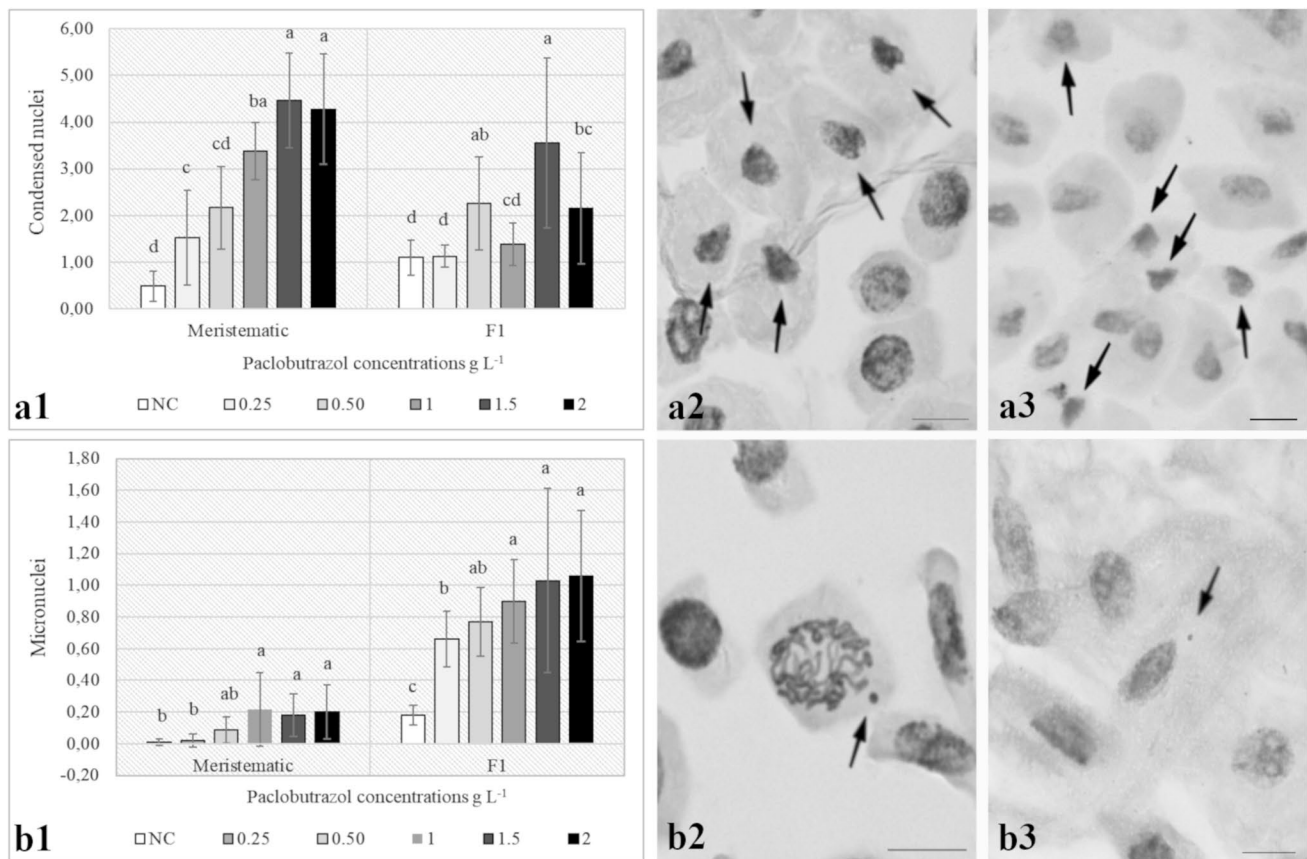 6,00
5,00
4,00
3,00
2,00
1,00
0,00
Condensed nuclei
d c cd ba a a
d d ab cd a bc
Meristematic F1
Paclobutrazol concentrations g L⁻¹
a1 NC 0.25 0.50 1 1.5 2
a2
a3
1,80
1,60
1,40
1,20
1,00
0,80
0,60
0,40
0,20
0,00
-0,20
Micronuclei
b b ab a a a
c b ab a a a
Meristematic F1
Paclobutrazol concentrations g L⁻¹
b1 NC 0.25 0.50 1 1.5 2
b2
b3